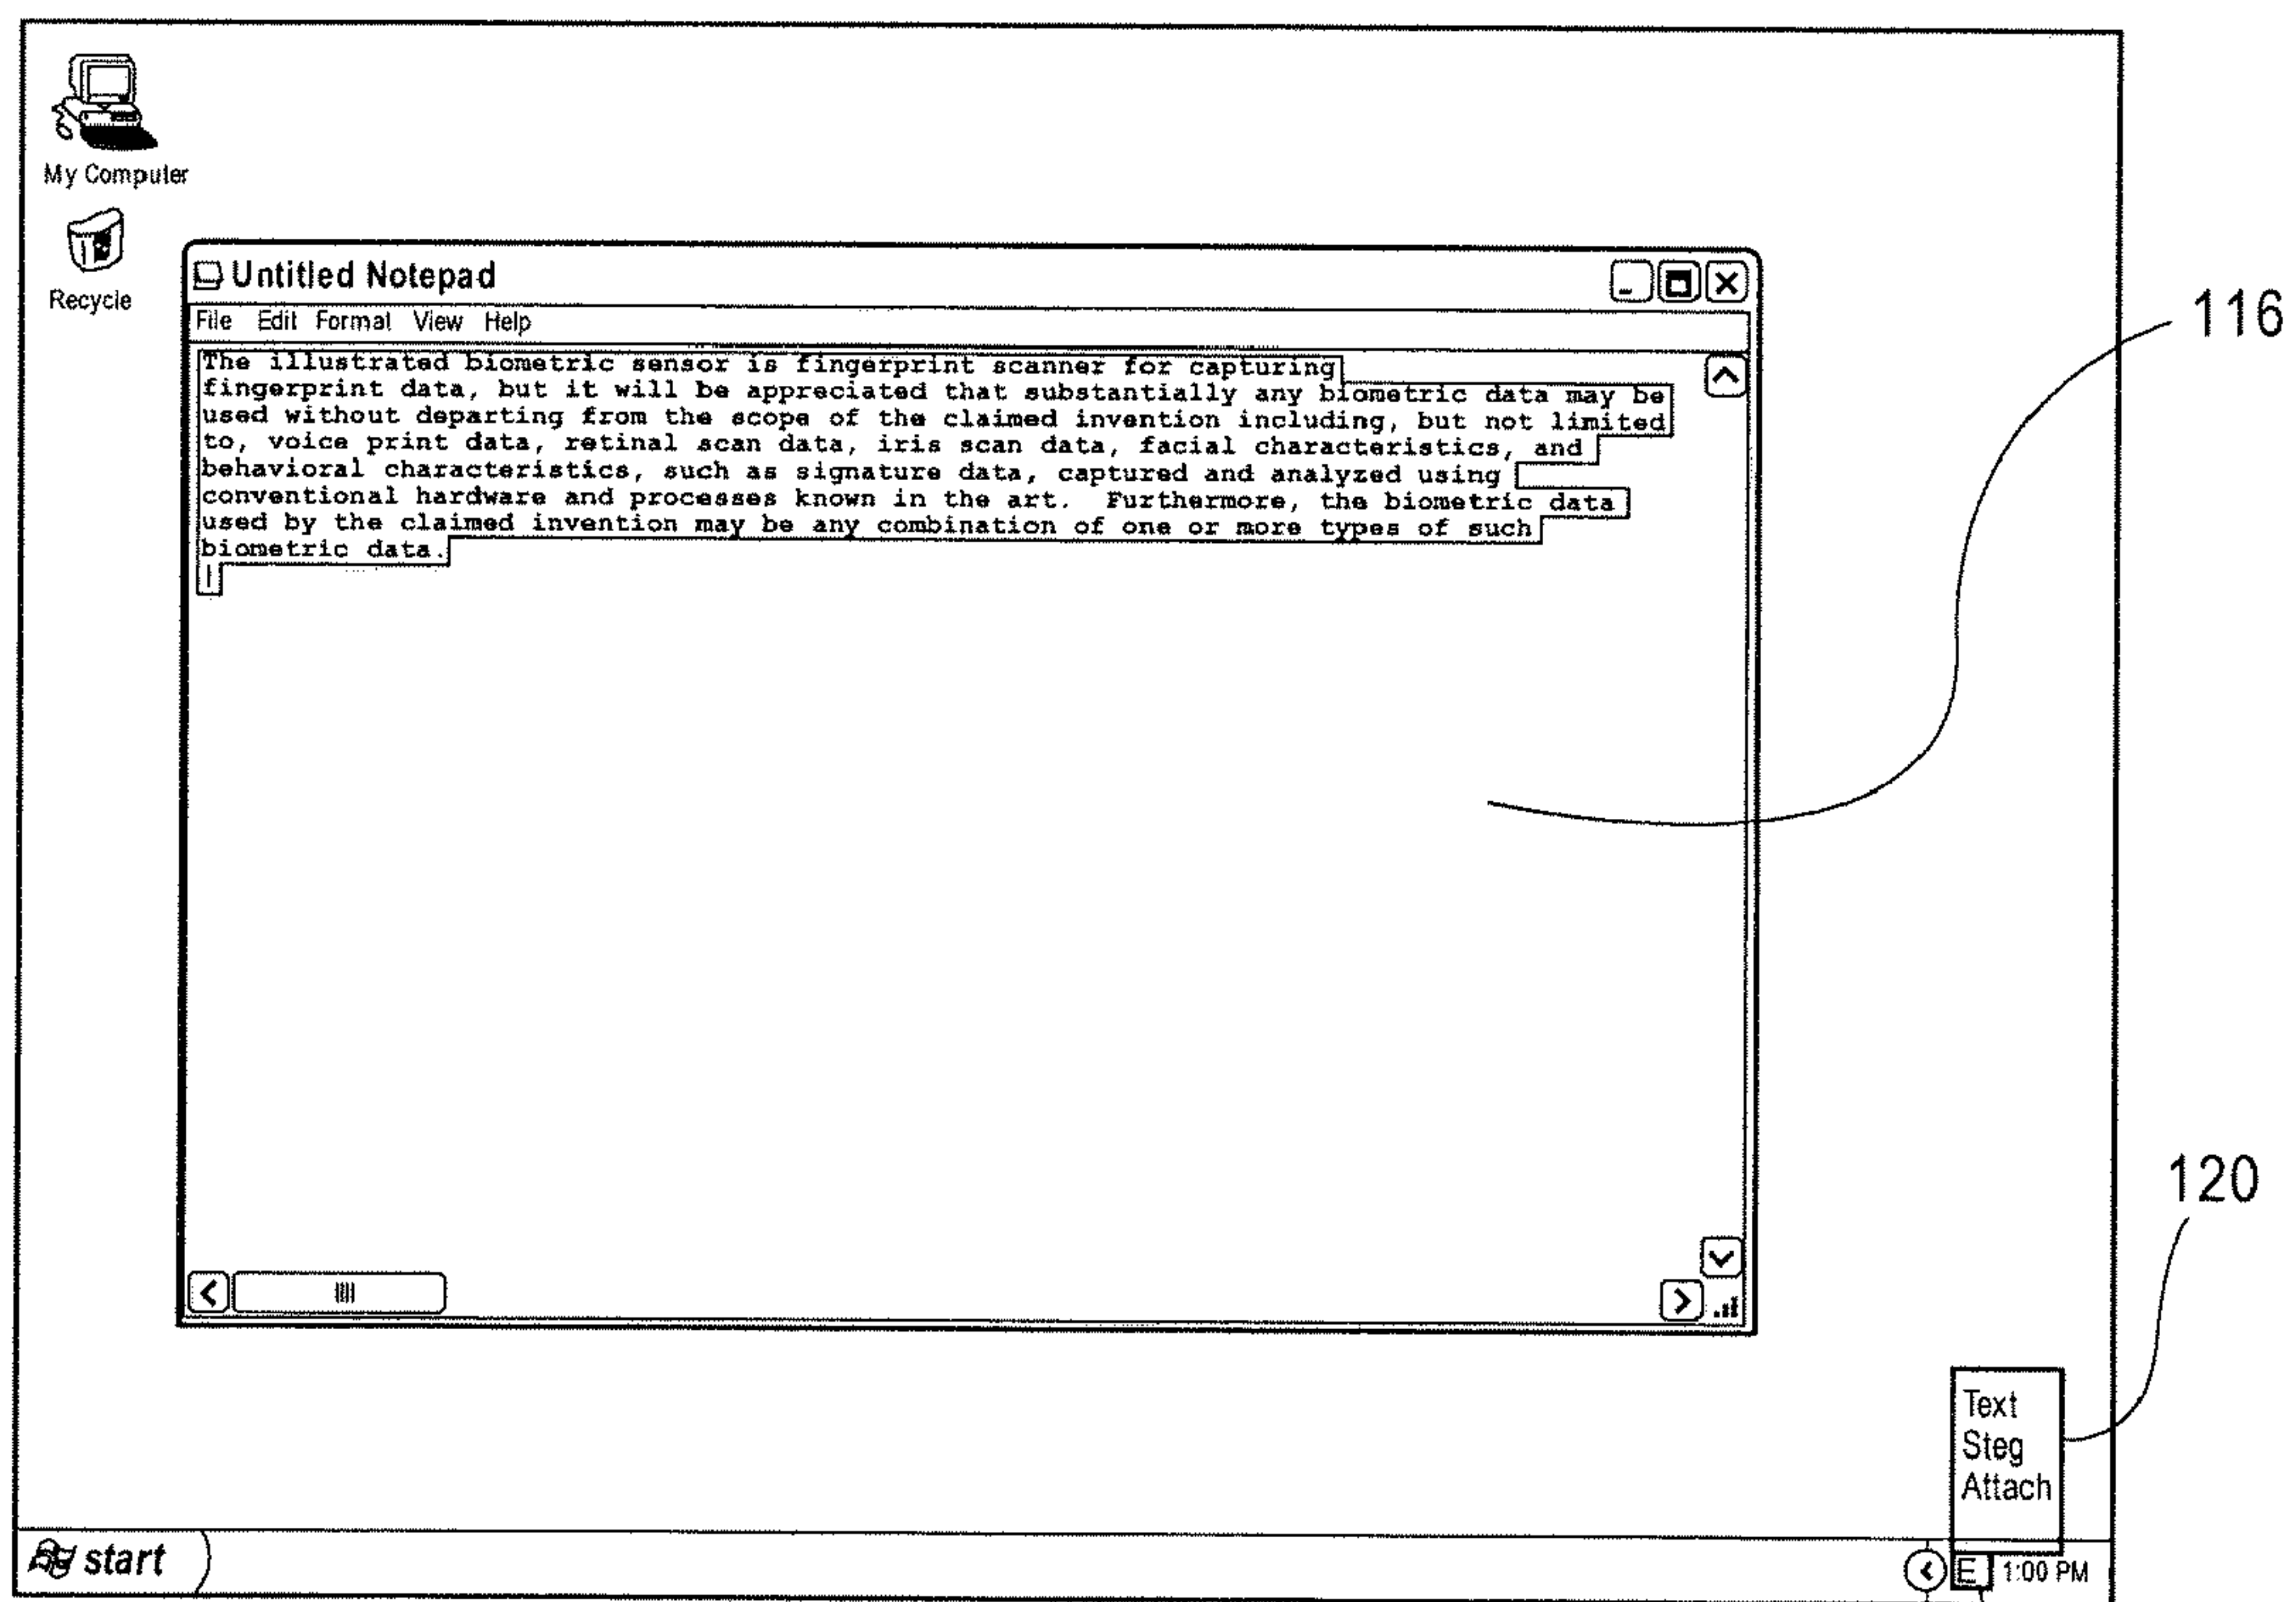 My Computer
Recycle
Untitled Notepad
File Edit Format View Help
The illustrated biometric sensor is fingerprint scanner for capturing
fingerprint data, but it will be appreciated that substantially any biometric data may be
used without departing from the scope of the claimed invention including, but not limited
to, voice print data, retinal scan data, iris scan data, facial characteristics, and
behavioral characteristics, such as signature data, captured and analyzed using
conventional hardware and processes known in the art. Furthermore, the biometric data
used by the claimed invention may be any combination of one or more types of such
biometric data.
116
120
Text
Steg
Attach
start
E 1:00 PM